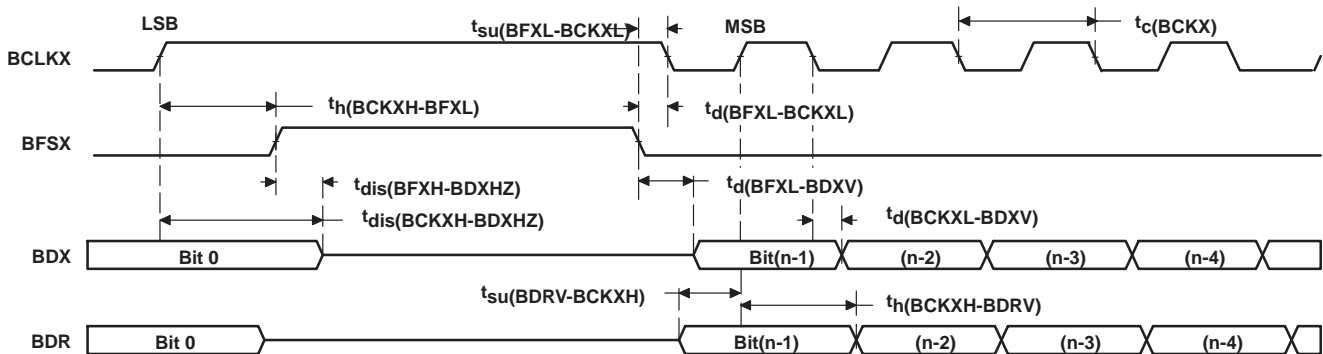 LSB
tsu(BFXL-BCKXL)
MSB
tc(BCKX)
BCLKX
th(BCKXH-BFXL)
td(BFXL-BCKXL)
BFSX
tdis(BFXH-BDXHZ)
td(BFXL-BDXV)
tdis(BCKXH-BDXHZ)
td(BCKXL-BDXV)
BDX Bit 0 Bit(n-1) (n-2) (n-3) (n-4)
tsu(BDRV-BCKXH)
th(BCKXH-BDRV)
BDR Bit 0 Bit(n-1) (n-2) (n-3) (n-4)